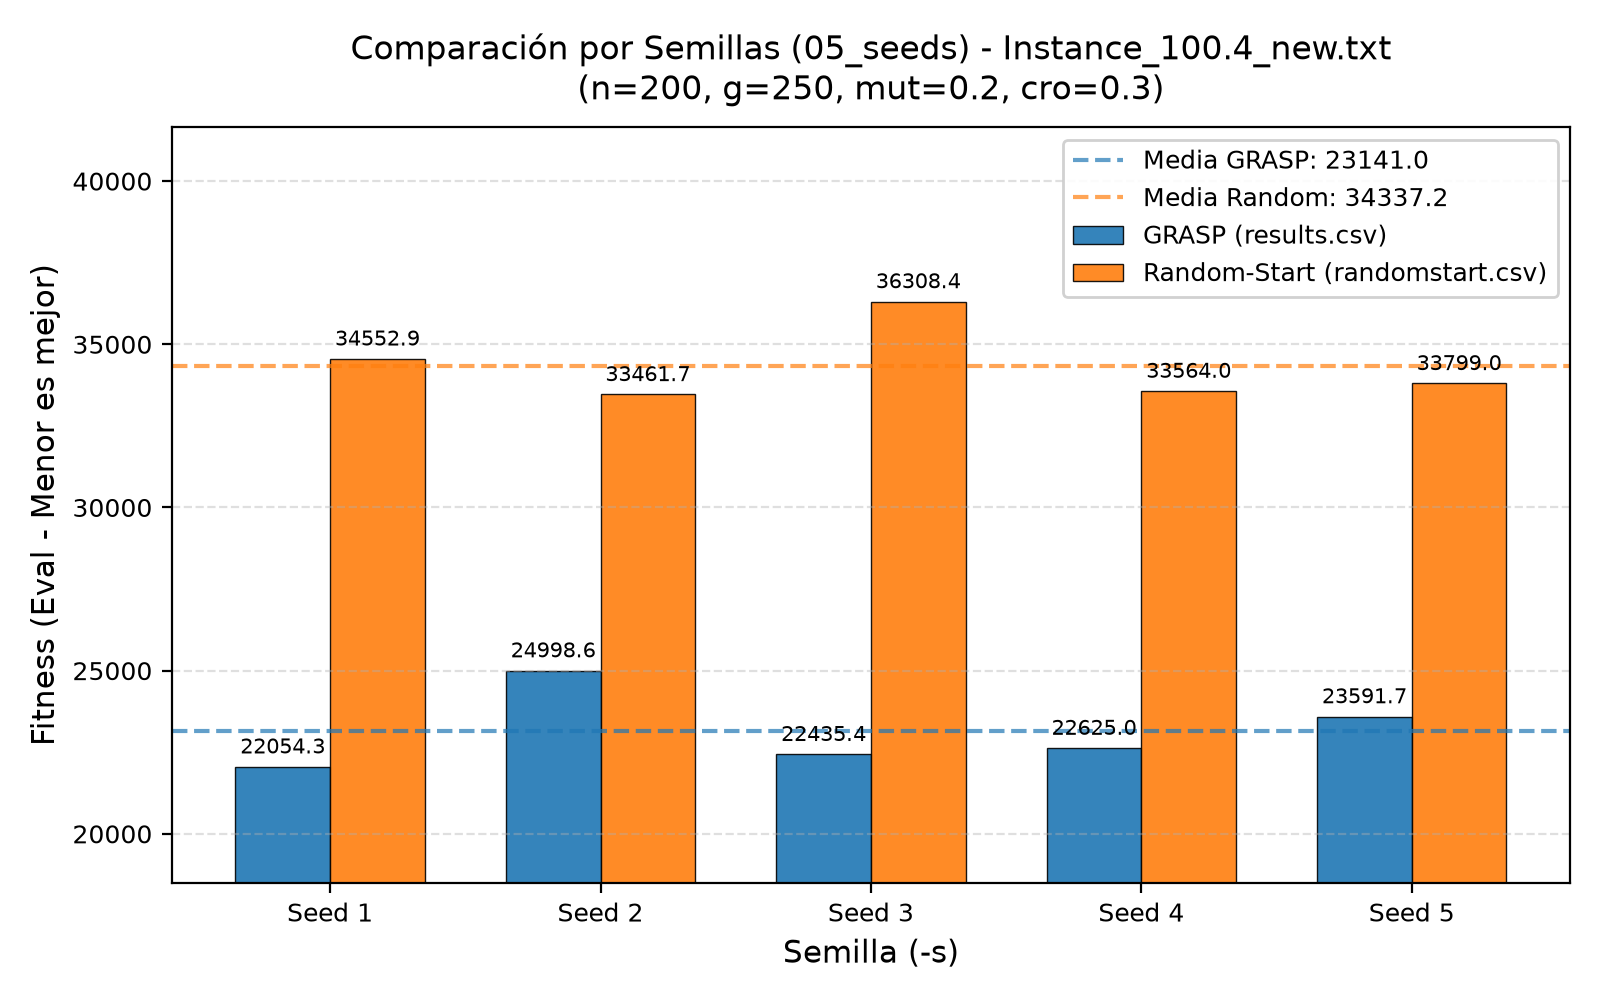 Comparación por Semillas (05_seeds) - Instance_100.4_new.txt
(n=200, g=250, mut=0.2, cro=0.3)
Media GRASP: 23141.0
Media Random: 34337.2
GRASP (results.csv)
Random-Start (randomstart.csv)
Fitness (Eval - Menor es mejor)
40000
35000
30000
25000
20000
22054.3
34552.9
24998.6
33461.7
22435.4
36308.4
22625.0
33564.0
23591.7
33799.0
Seed 1
Seed 2
Seed 3
Seed 4
Seed 5
Semilla (-s)